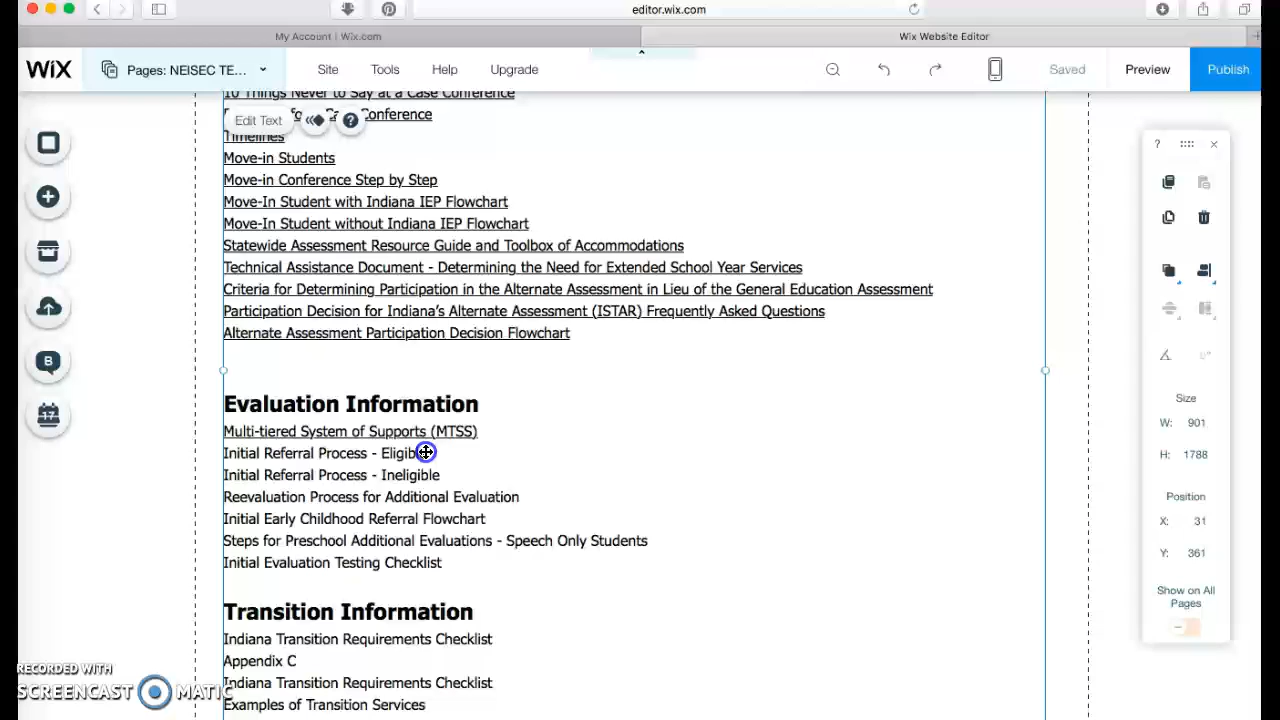 editor.wix.com
My Account | Wix.com
Wix Website Editor
WiX
Pages: NEISEC TE...
Site
Tools
Help
Upgrade
Saved
Preview
Publish
10 Things Never to Say at a Case Conference
Conference
Edit Text
?
Timelines
Move-in Students
Move-in Conference Step by Step
Move-In Student with Indiana IEP Flowchart
Move-In Student without Indiana IEP Flowchart
Statewide Assessment Resource Guide and Toolbox of Accommodations
Technical Assistance Document - Determining the Need for Extended School Year Services
Criteria for Determining Participation in the Alternate Assessment in Lieu of the General Education Assessment
Participation Decision for Indiana’s Alternate Assessment (ISTAR) Frequently Asked Questions
Alternate Assessment Participation Decision Flowchart
Evaluation Information
Multi-tiered System of Supports (MTSS)
Initial Referral Process - Eligib
Initial Referral Process - Ineligible
Reevaluation Process for Additional Evaluation
Initial Early Childhood Referral Flowchart
Steps for Preschool Additional Evaluations - Speech Only Students
Initial Evaluation Testing Checklist
Transition Information
Indiana Transition Requirements Checklist
Appendix C
Indiana Transition Requirements Checklist
Examples of Transition Services
?
Size
W: 901
H: 1788
Position
X: 31
Y: 361
Show on All
Pages
B
17
RECORDED WITH
SCREENCAST MATIC